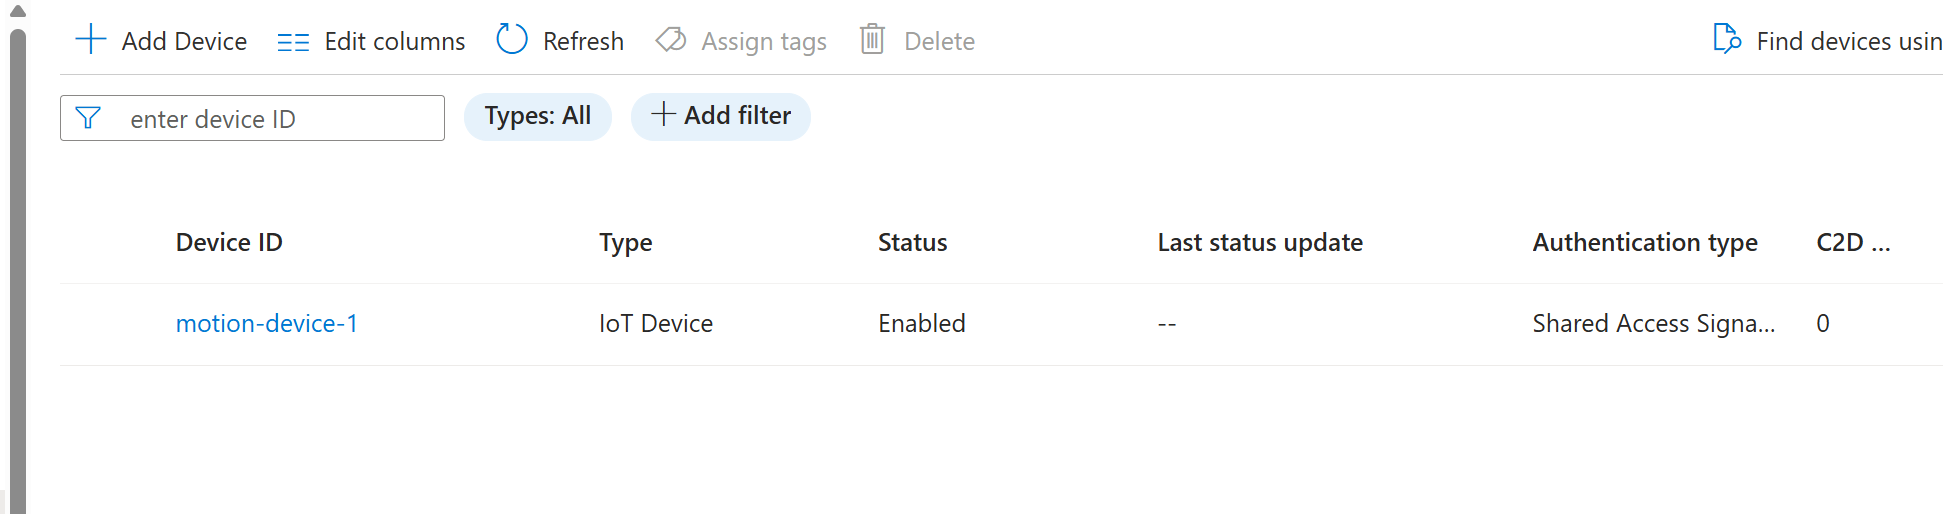 Add Device Edit columns Refresh Assign tags Delete Find devices usin
enter device ID Types: All Add filter
Device ID Type Status Last status update Authentication type C2D ...
motion-device-1 IoT Device Enabled -- Shared Access Signa... 0